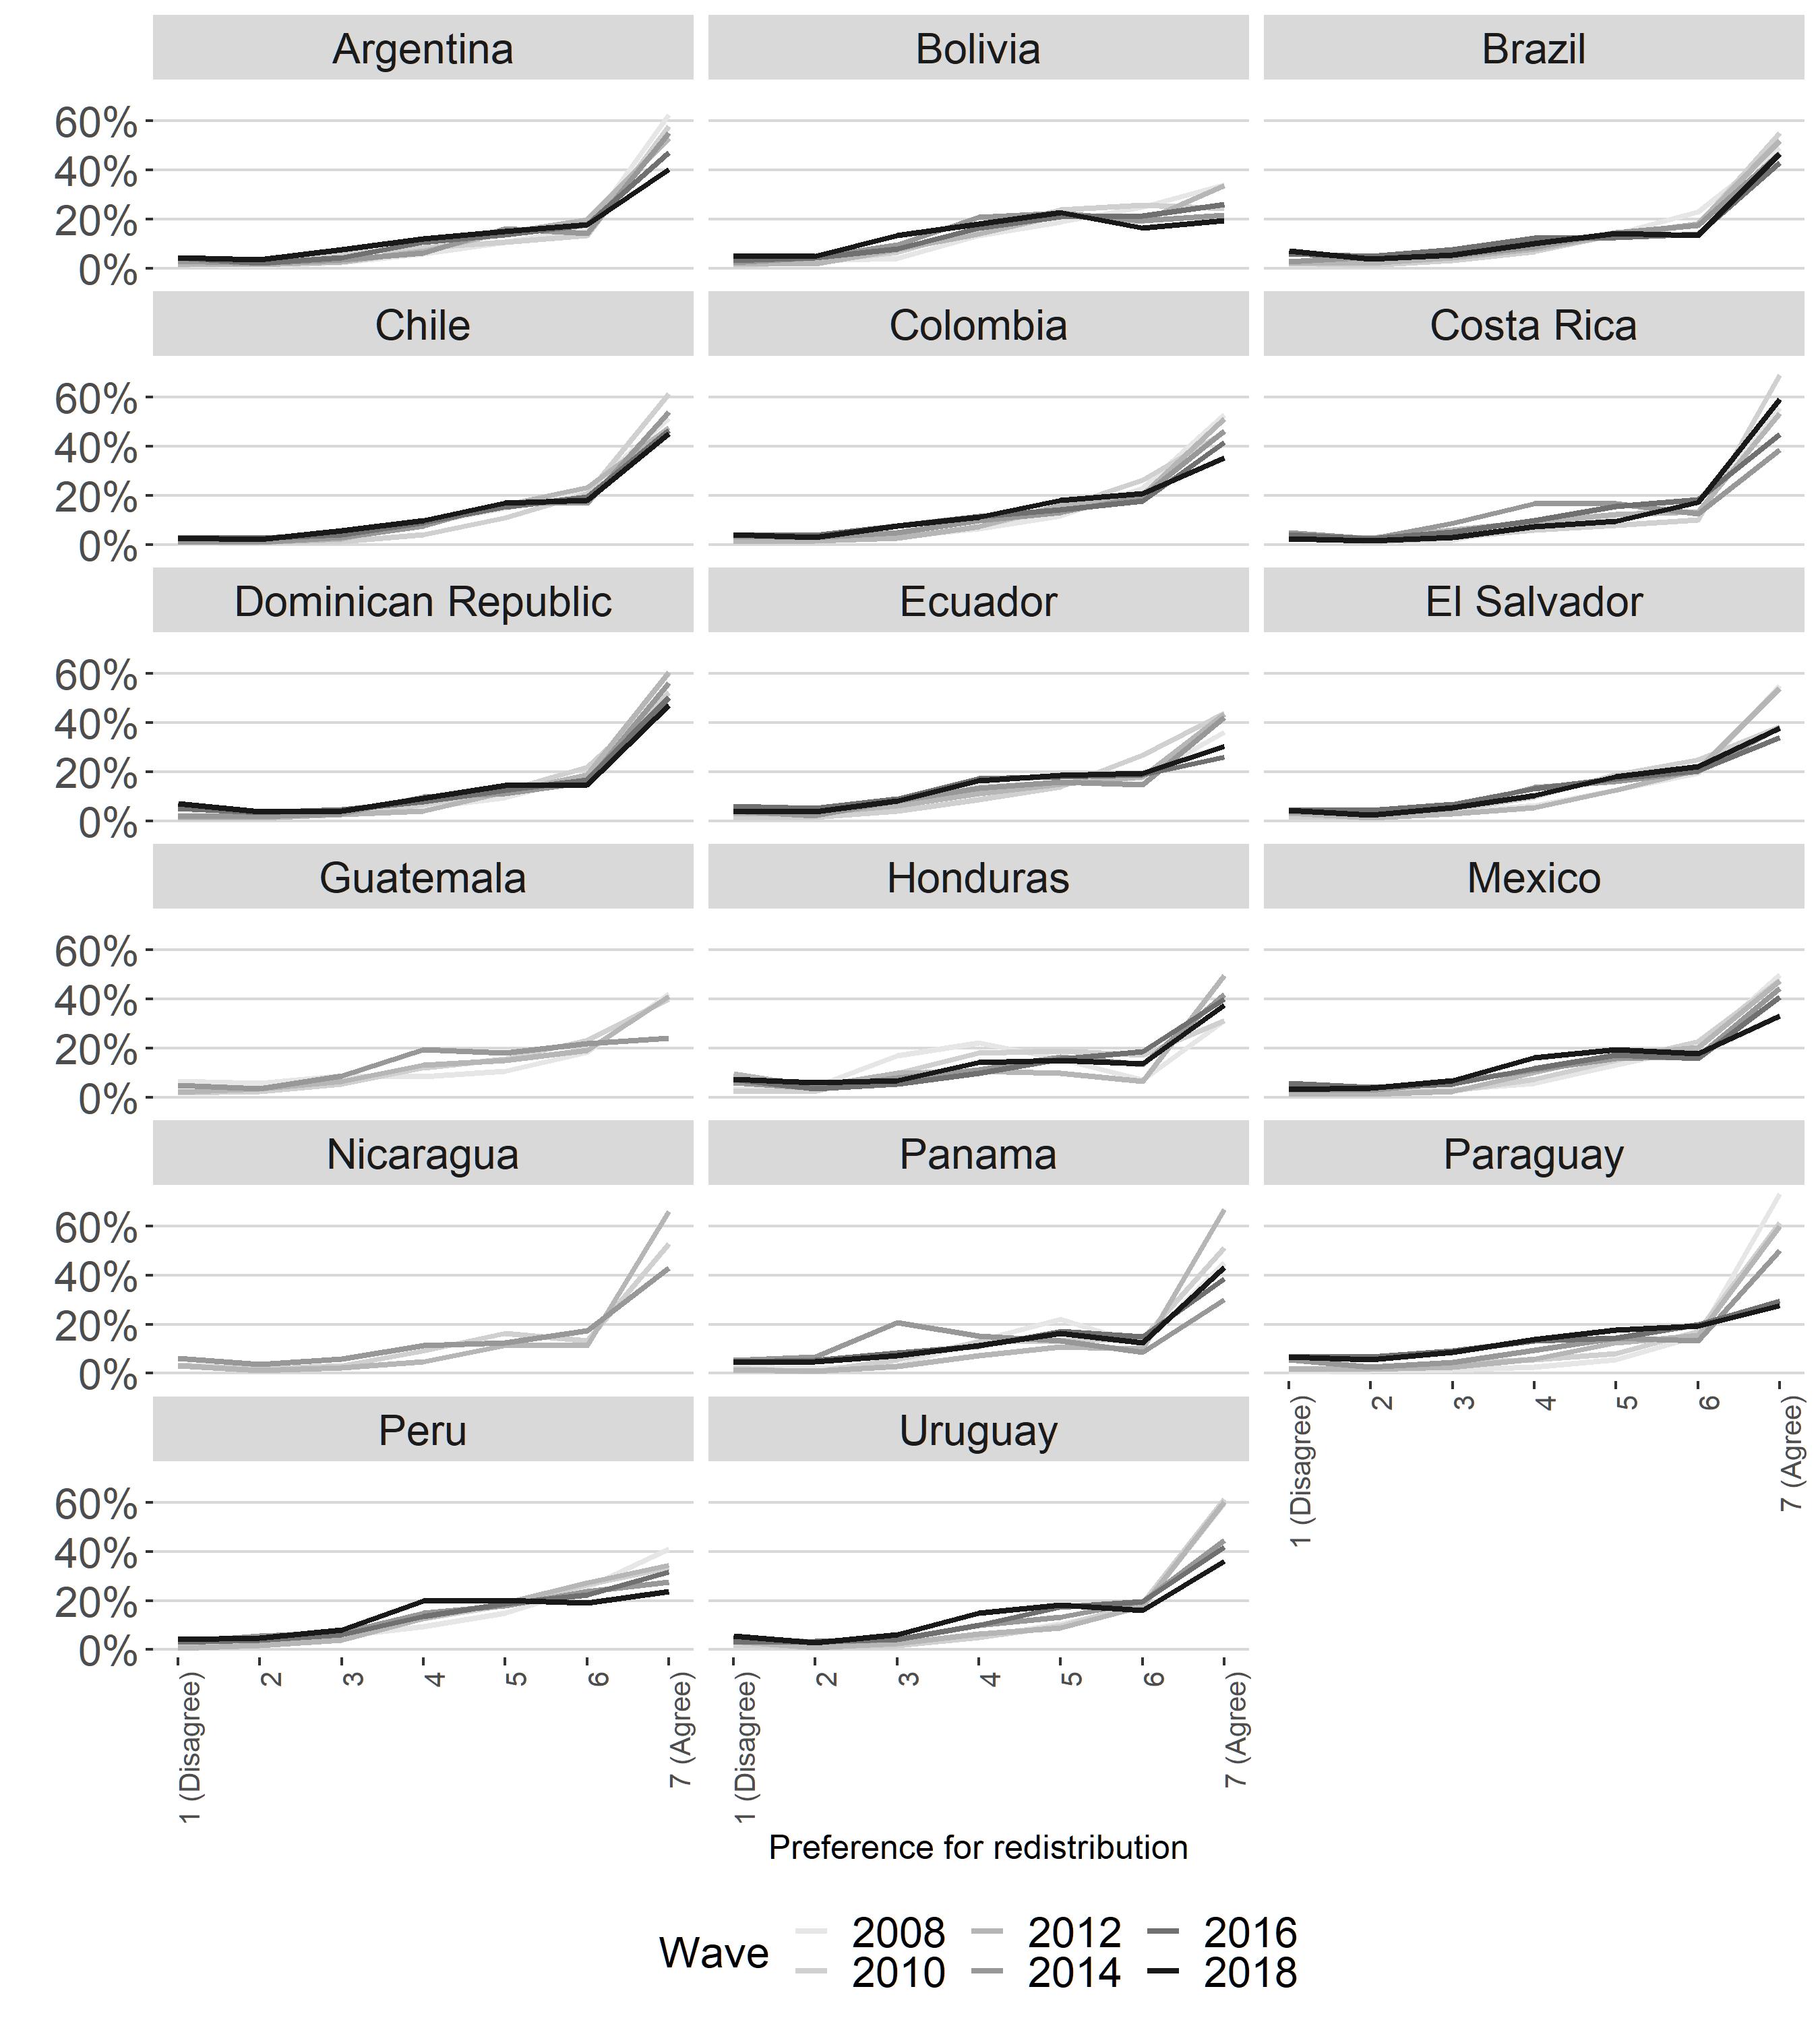 Argentina Bolivia Brazil
60%
40%
20%
0%
Chile Colombia Costa Rica
60%
40%
20%
0%
Dominican Republic Ecuador El Salvador
60%
40%
20%
0%
Guatemala Honduras Mexico
60%
40%
20%
0%
Nicaragua Panama Paraguay
60%
40%
20%
0%
1 (Disagree) 2 3 4 5 6 7 (Agree)
Peru Uruguay
60%
40%
20%
0%
1 (Disagree) 2 3 4 5 6 7 (Agree) 1 (Disagree) 2 3 4 5 6 7 (Agree)
Preference for redistribution
Wave
2008 2012 2016
2010 2014 2018